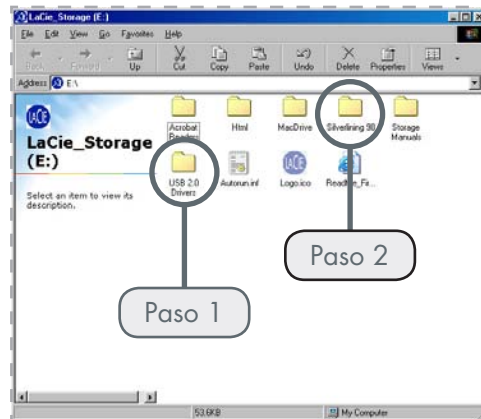 LaCie_Storage (E:)
File Edit View Go Favorites Help
Back Forward Up Cut Copy Paste Undo Delete Properties Views
Address E:\
LaCie
LaCie_Storage
(E:)
Select an item to view its
description.
Acrobat
Readers
Html
MacDrive
Silverlining 98
Storage
Manuals
USB 2.0
Drivers
Autorun.inf
Logo.ico
Paso 1
Paso 2
53.6KB
My Computer